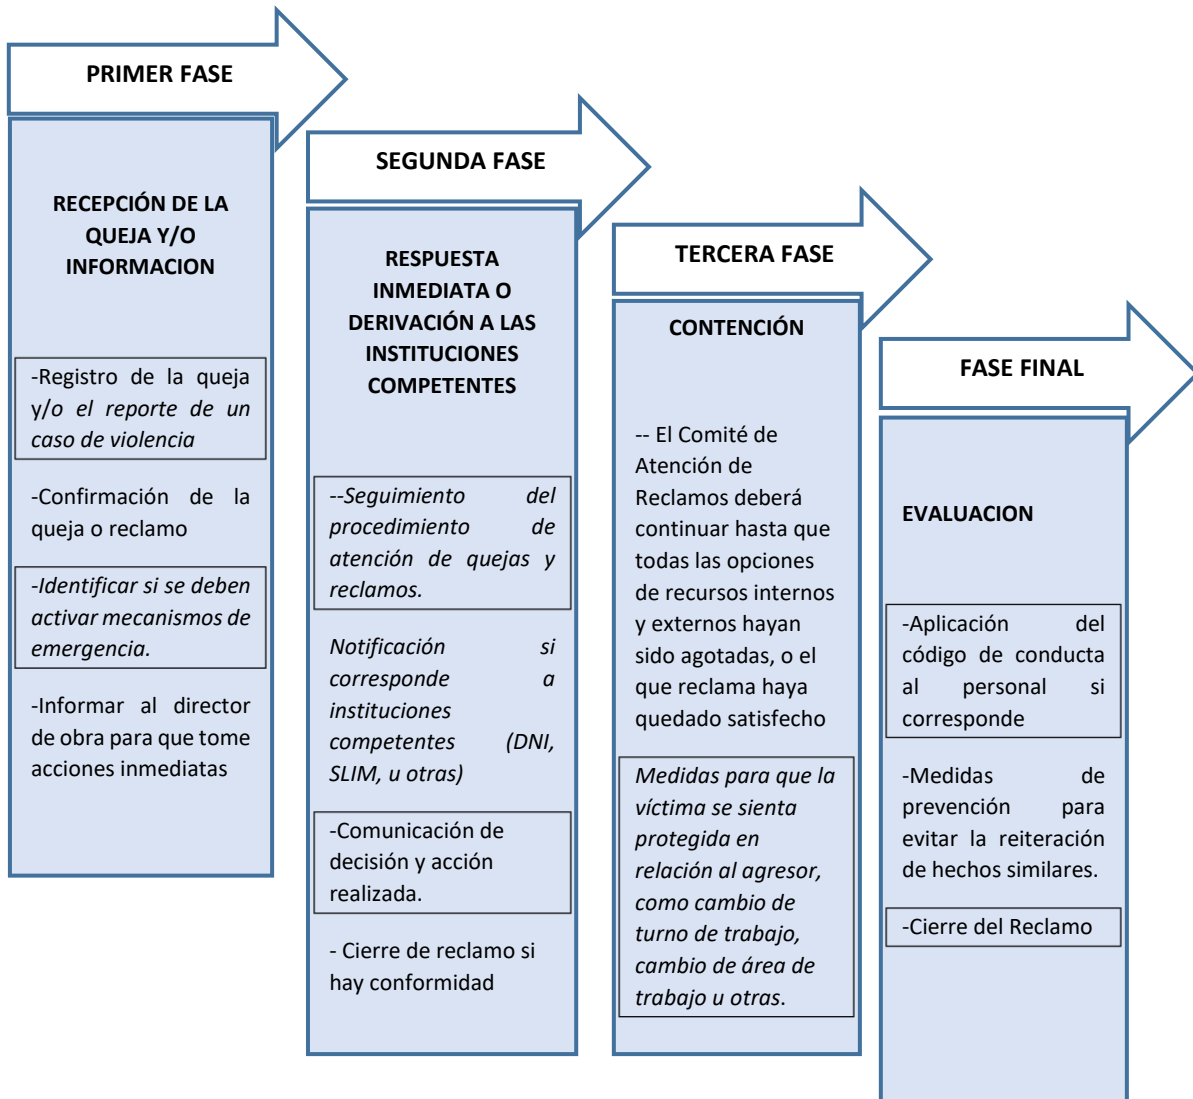 PRIMER FASE
RECEPCIÓN DE LA
QUEJA Y/O
INFORMACION
-Registro de la queja
y/o el reporte de un
caso de violencia
-Confirmación de la
queja o reclamo
-Identificar si se deben
activar mecanismos de
emergencia.
-Informar al director
de obra para que tome
acciones inmediatas
SEGUNDA FASE
RESPUESTA
INMEDIATA O
DERIVACIÓN A LAS
INSTITUCIONES
COMPETENTES
--Seguimiento del
procedimiento de
atención de quejas y
reclamos.
Notificación si
corresponde a
instituciones
competentes (DNI,
SLIM, u otras)
-Comunicación de
decisión y acción
realizada.
- Cierre de reclamo si
hay conformidad
TERCERA FASE
CONTENCIÓN
-- El Comité de
Atención de
Reclamos deberá
continuar hasta que
todas las opciones
de recursos internos
y externos hayan
sido agotadas, o el
que reclama haya
quedado satisfecho
Medidas para que la
víctima se sienta
protegida en
relación al agresor,
como cambio de
turno de trabajo,
cambio de área de
trabajo u otras.
FASE FINAL
EVALUACION
-Aplicación del
código de conducta
al personal si
corresponde
-Medidas de
prevención para
evitar la reiteración
de hechos similares.
-Cierre del Reclamo